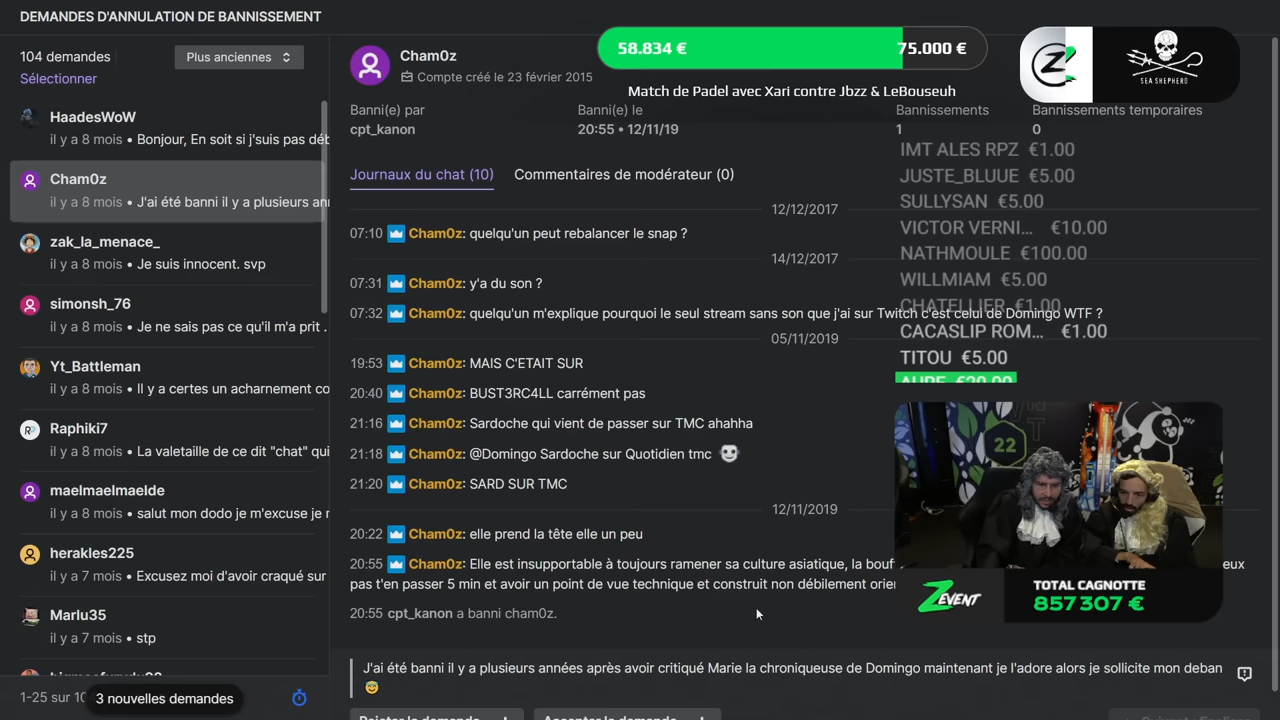 DEMANDES D'ANNULATION DE BANNISSEMENT
104 demandes
Plus anciennes
Sélectionner
HaadesWoW
il y a 8 mois • Bonjour, En soit si j'suis pas
Cham0z
il y a 8 mois • J'ai été banni il y a plusieurs
zak_la_menace_
il y a 8 mois • Je suis innocent. svp
simonsh_76
il y a 8 mois • Je ne sais pas ce qu'il m'a prit .
Yt_Battleman
il y a 8 mois • Il y a certes un acharnement
Raphiki7
il y a 8 mois • La valetaille de ce dit "chat"
maelmaelmaelde
il y a 8 mois • salut mon dodo je m'excuse je
herakles225
il y a 7 mois • Excusez moi d'avoir craqué sur
Marlu35
il y a 7 mois • stp
1-25 sur
3 nouvelles demandes
Cham0z
Compte créé le 23 février 2015
58.834 €
75.000 €
Match de Padel avec Xari contre Jbzz & LeBouseuh
SEA SHEPHERD
Banni(e) par
cpt_kanon
Banni(e) le
20:55 • 12/11/19
Bannissements
1
Bannissements temporaires
0
Journaux du chat (10)
Commentaires de modérateur (0)
12/12/2017
07:10 Cham0z: quelqu'un peut rebalancer le snap ?
14/12/2017
07:31 Cham0z: y'a du son ?
07:32 Cham0z: quelqu'un m'explique pourquoi le seul stream sans son que j'ai sur Twitch c'est celui de Domingo WTF ?
05/11/2019
19:53 Cham0z: MAIS C'ETAIT SUR
20:40 Cham0z: BUST3RC4LL carrément pas
21:16 Cham0z: Sardoche qui vient de passer sur TMC ahahha
21:18 Cham0z: @Domingo Sardoche sur Quotidien tmc
21:20 Cham0z: SARD SUR TMC
12/11/2019
20:22 Cham0z: elle prend la tête elle un peu
20:55 Cham0z: Elle est insupportable à toujours ramener sa culture asiatique, la
pas t'en passer 5 min et avoir un point de vue technique et construit non débilement
20:55 cpt_kanon a banni cham0z.
IMT ALES RPZ €1.00
JUSTE_BLUUE €5.00
SULLYSAN €5.00
VICTOR VERNI... €10.00
NATHMOULE €100.00
WILLMIAM €5.00
CHATELLIER €1.00
CACASLIP ROM... €1.00
TITOU €5.00
22
ZEVENT
TOTAL CAGNOTTE
857 307 €
J'ai été banni il y a plusieurs années après avoir critiqué Marie la chroniqueuse de Domingo maintenant je l'adore alors je sollicite mon deban
😇